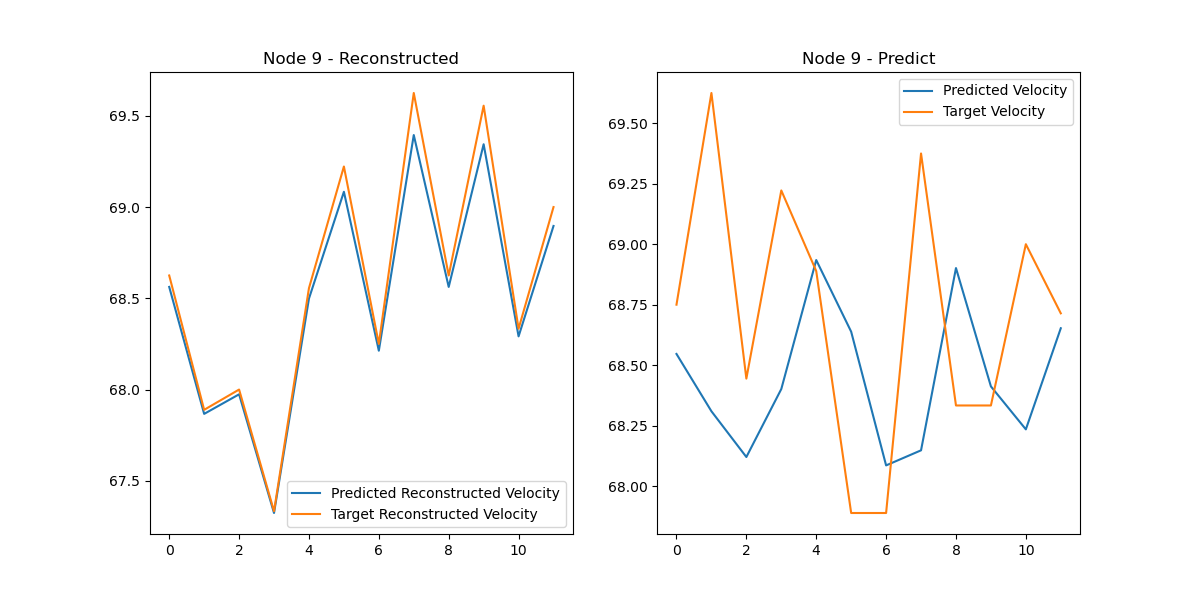 Node 9 - Reconstructed
69.5
69.0
68.5
68.0
67.5
0 2 4 6 8 10
Predicted Reconstructed Velocity
Target Reconstructed Velocity
Node 9 - Predict
69.50
69.25
69.00
68.75
68.50
68.25
68.00
0 2 4 6 8 10
Predicted Velocity
Target Velocity